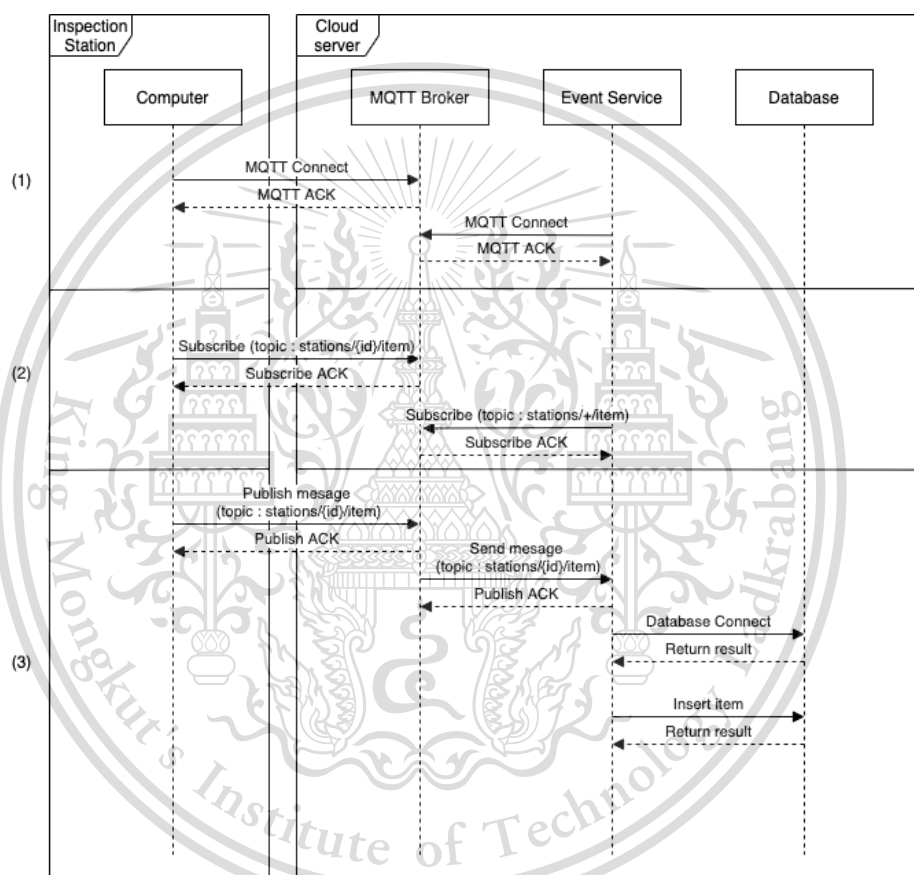 Inspection
Station
Cloud
server
Computer
MQTT Broker
Event Service
Database
(1)
MQTT Connect
MQTT ACK
MQTT Connect
MQTT ACK
(2)
Subscribe (topic : stations/{id}/item)
Subscribe ACK
Subscribe (topic : stations/+/item)
Subscribe ACK
Publish mesage
(topic : stations/{id}/item)
Publish ACK
Send mesage
(topic : stations/{id}/item)
Publish ACK
(3)
Database Connect
Return result
Insert item
Return result
King Mongkut's Institute of Technology Ladkrabang